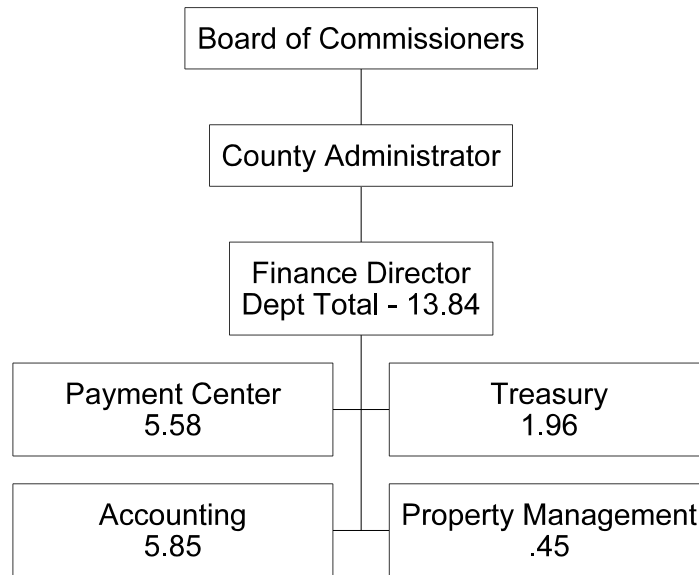 Board of Commissioners
County Administrator
Finance Director
Dept Total - 13.84
Payment Center
5.58
Treasury
1.96
Accounting
5.85
Property Management
.45